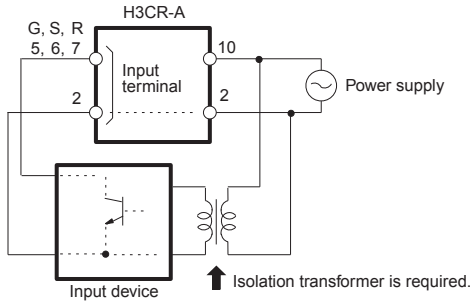 H3CR-A
G, S, R
5, 6, 7
10
Input
terminal
2
2
Power supply
Isolation transformer is required.
Input device